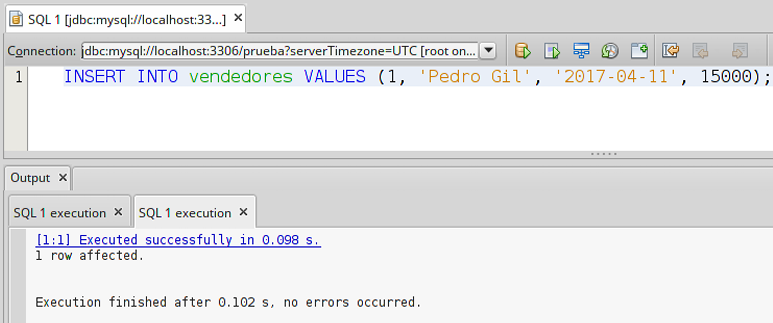 SQL 1 [jdbc:mysql://localhost:33...]
Connection: jdbc:mysql://localhost:3306/prueba?serverTimezone=UTC [root on...
1 INSERT INTO vendedores VALUES (1, 'Pedro Gil', '2017-04-11', 15000);
Output
SQL 1 execution SQL 1 execution
[1:1] Executed successfully in 0.098 s.
1 row affected.
Execution finished after 0.102 s, no errors occurred.